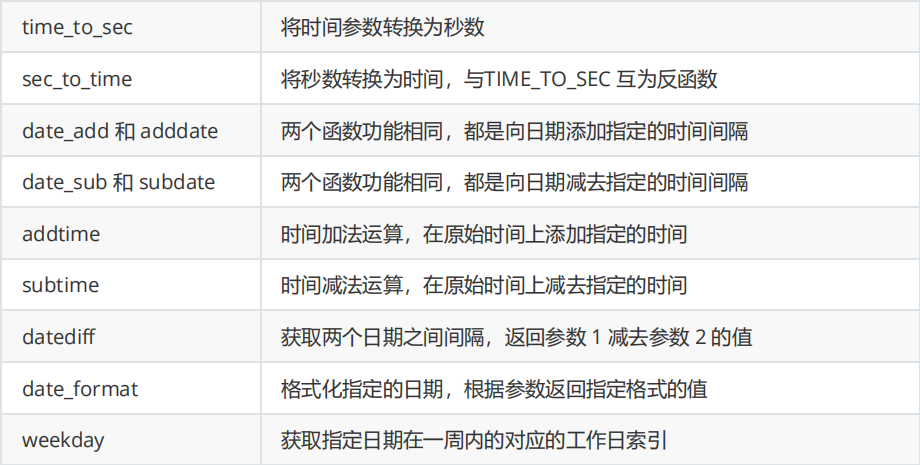 time_to_sec 将时间参数转换为秒数
sec_to_time 将秒数转换为时间，与TIME_TO_SEC 互为反函数
date_add 和 adddate 两个函数功能相同，都是向日期添加指定的时间间隔
date_sub 和 subdate 两个函数功能相同，都是向日期减去指定的时间间隔
addtime 时间加法运算，在原始时间上添加指定的时间
subtime 时间减法运算，在原始时间上减去指定的时间
datediff 获取两个日期之间间隔，返回参数 1 减去参数 2 的值
date_format 格式化指定的日期，根据参数返回指定格式的值
weekday 获取指定日期在一周内的对应的工作日索引